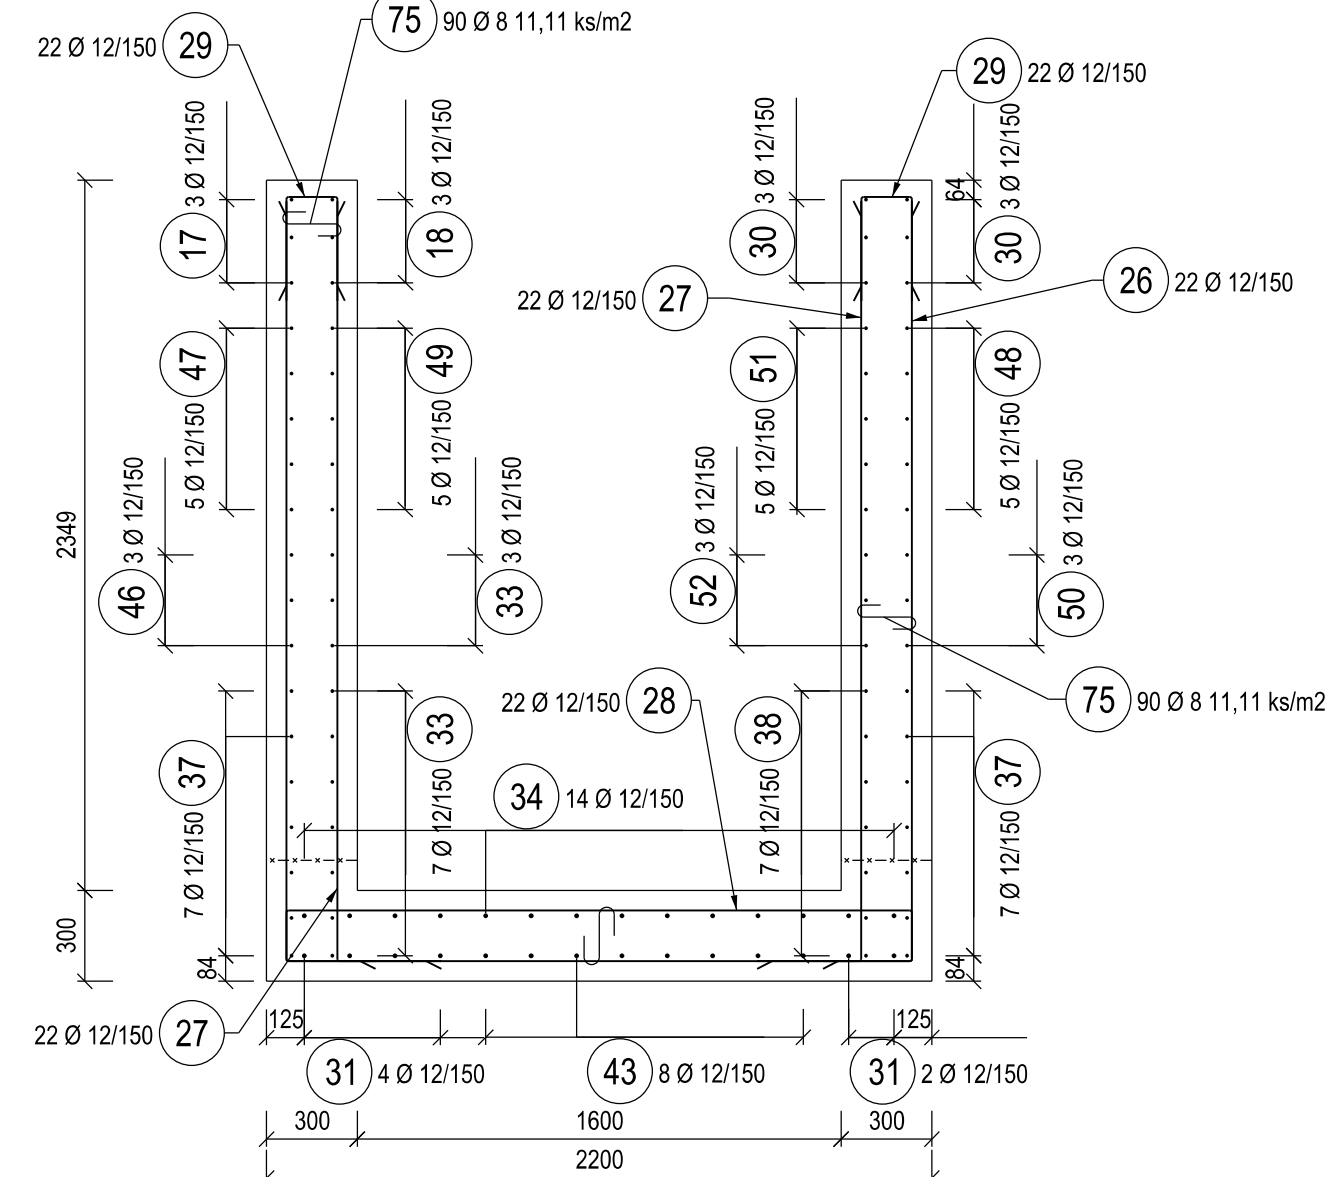 75 90 Ø 8 11,11 ks/m2
22 Ø 12/150 29
29 22 Ø 12/150
3 Ø 12/150
3 Ø 12/150
3 Ø 12/150
3 Ø 12/150
64
17
18
30
30
22 Ø 12/150 27
26 22 Ø 12/150
47
49
51
48
5 Ø 12/150
5 Ø 12/150
5 Ø 12/150
5 Ø 12/150
2349
3 Ø 12/150
3 Ø 12/150
3 Ø 12/150
3 Ø 12/150
46
33
52
50
22 Ø 12/150 28
75 90 Ø 8 11,11 ks/m2
37
33
38
37
34 14 Ø 12/150
7 Ø 12/150
7 Ø 12/150
7 Ø 12/150
7 Ø 12/150
300
84
84
22 Ø 12/150 27
125
125
31 4 Ø 12/150
43 8 Ø 12/150
31 2 Ø 12/150
300
1600
300
2200